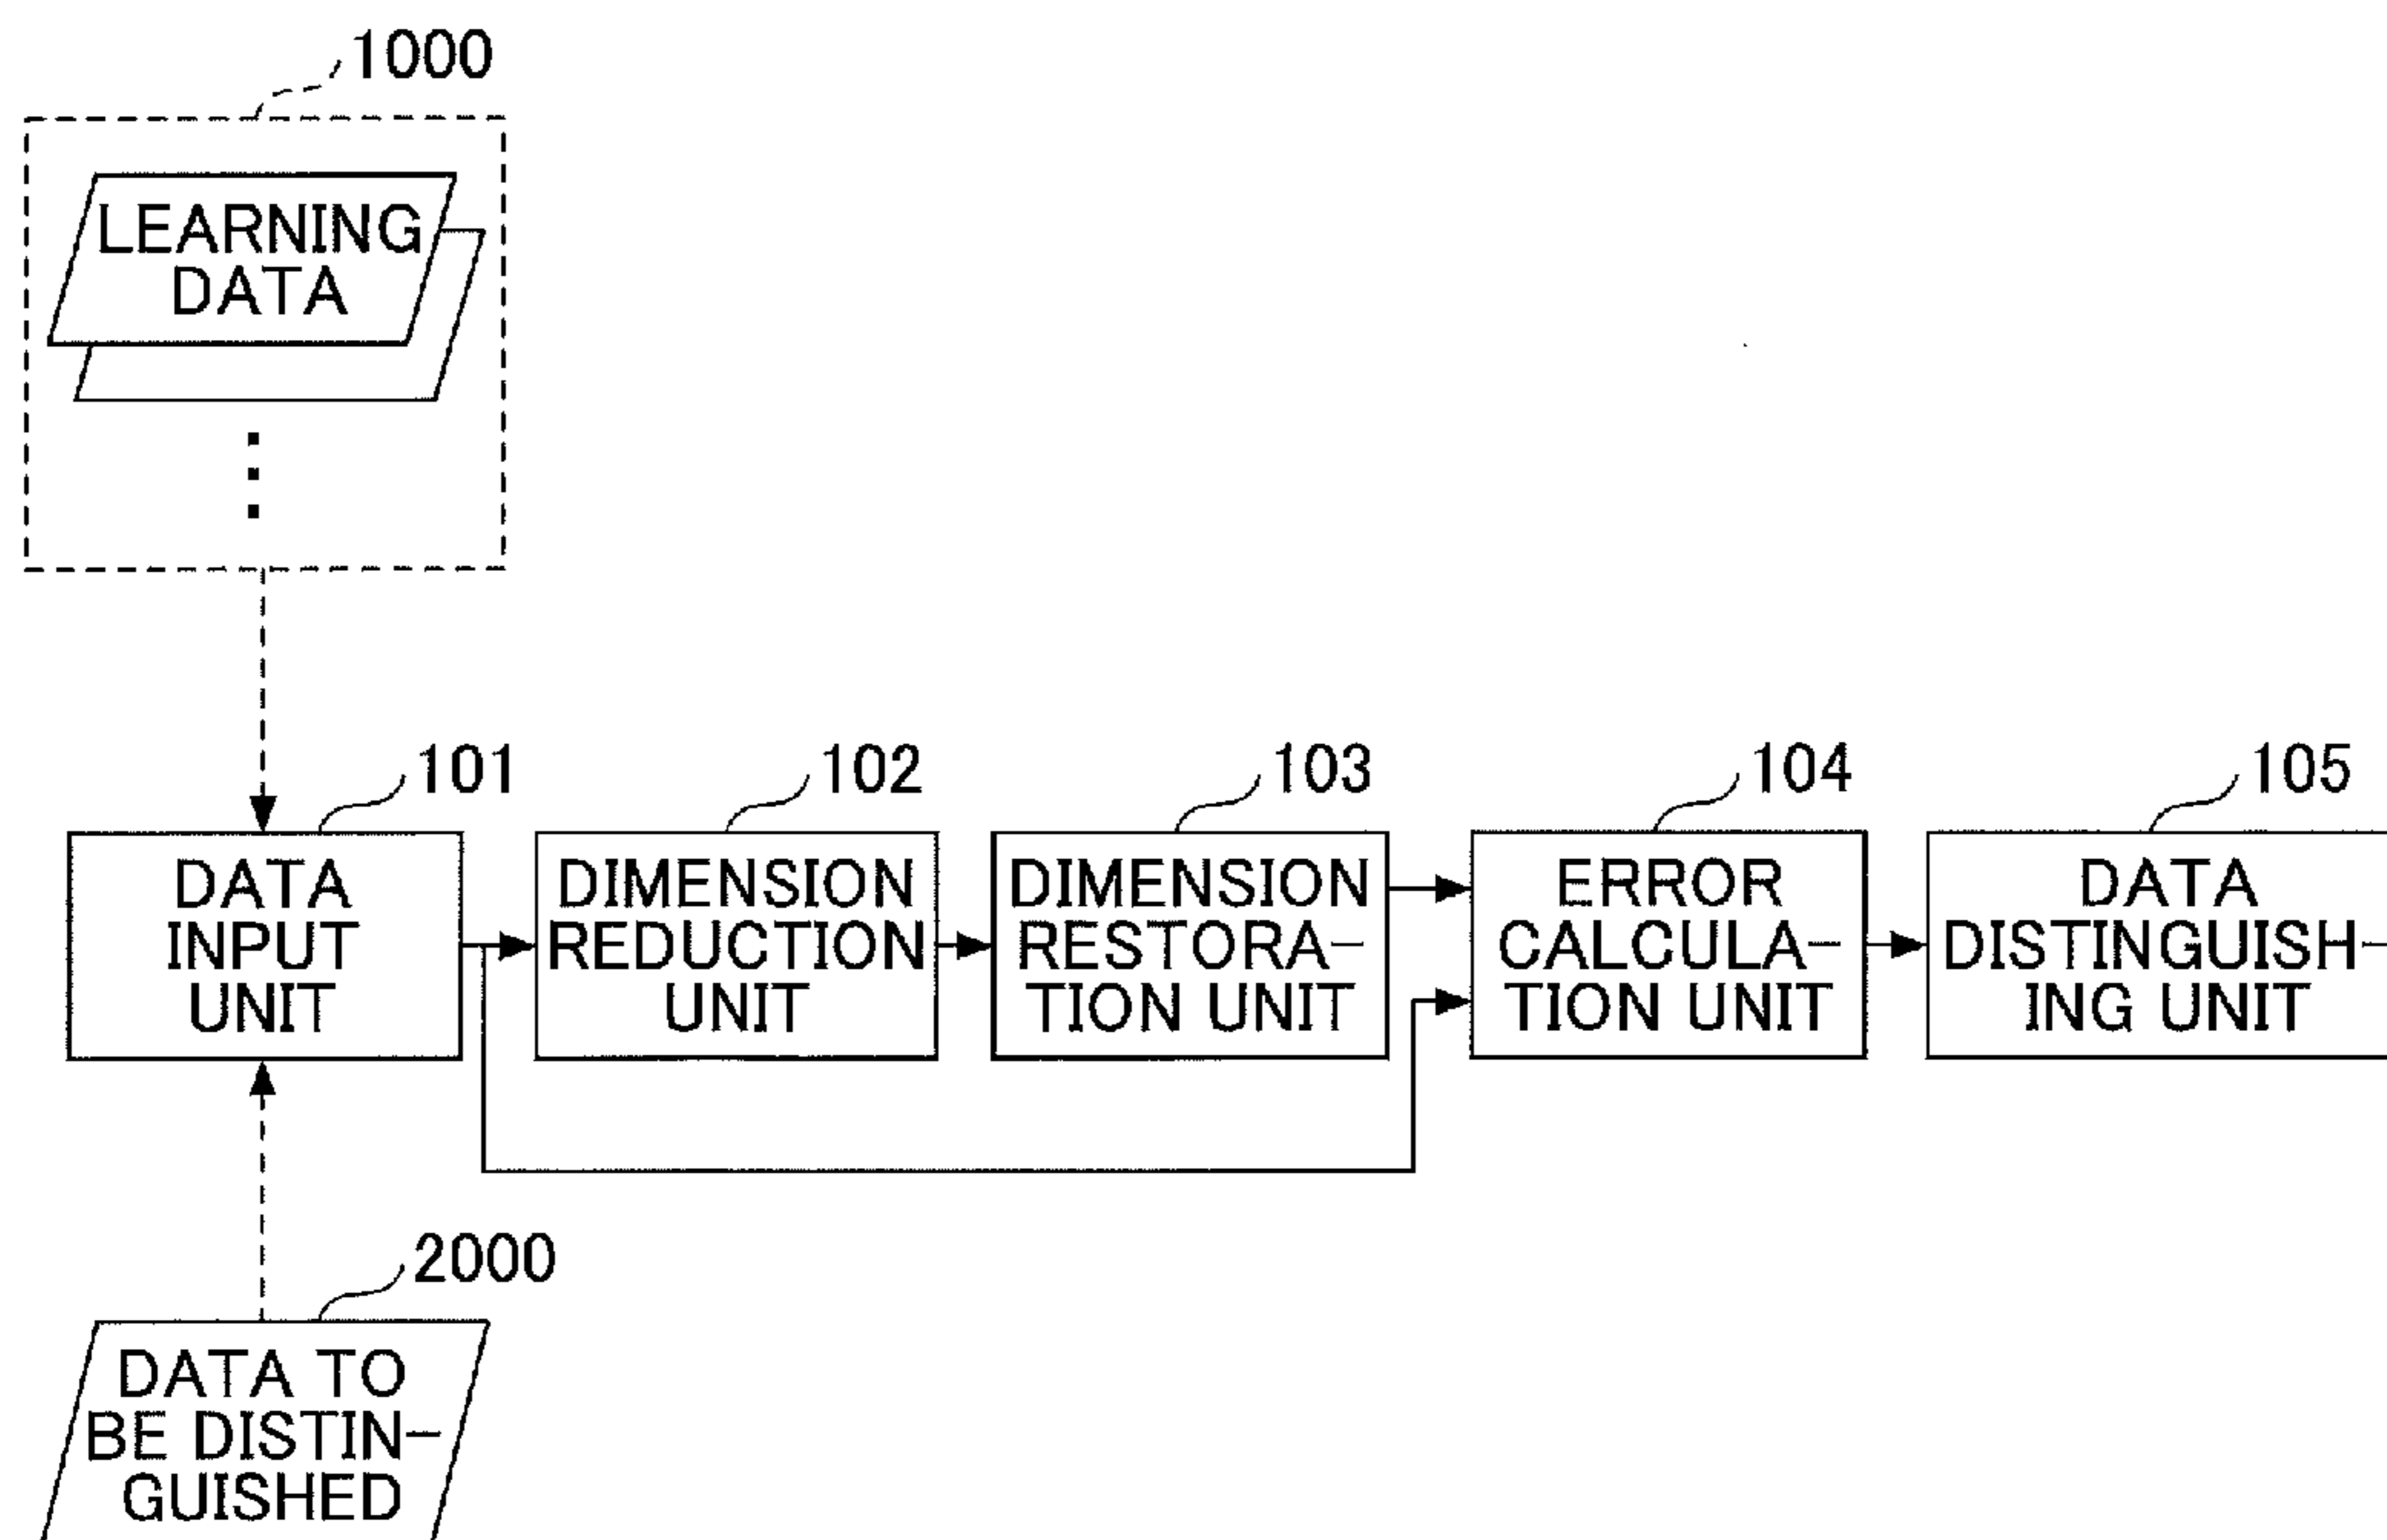 1000
LEARNING
DATA
101
DATA
INPUT
UNIT
102
DIMENSION
REDUCTION
UNIT
103
DIMENSION
RESTORA-
TION UNIT
104
ERROR
CALCULA-
TION UNIT
105
DATA
DISTINGUISH-
ING UNIT
2000
DATA TO
BE DISTIN-
GUISHED